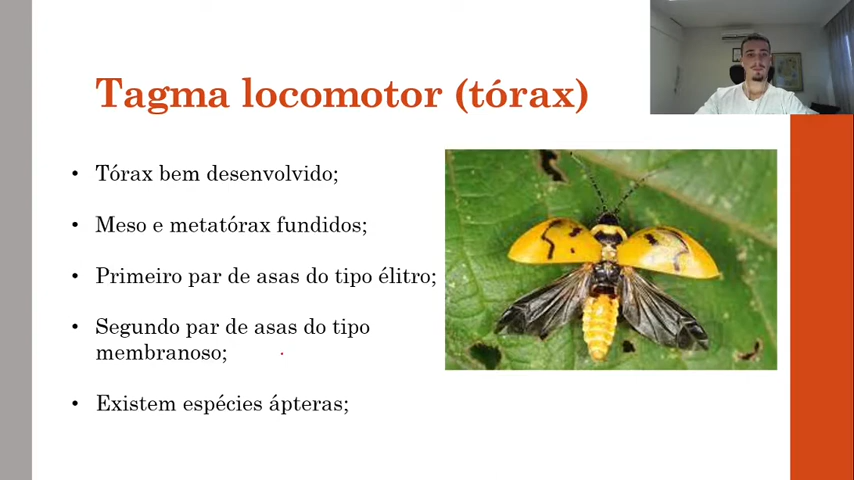 Tagma locomotor (tórax)
• Tórax bem desenvolvido;
• Meso e metatórax fundidos;
• Primeiro par de asas do tipo élitro;
• Segundo par de asas do tipo
membranoso;
• Existem espécies ápteras;